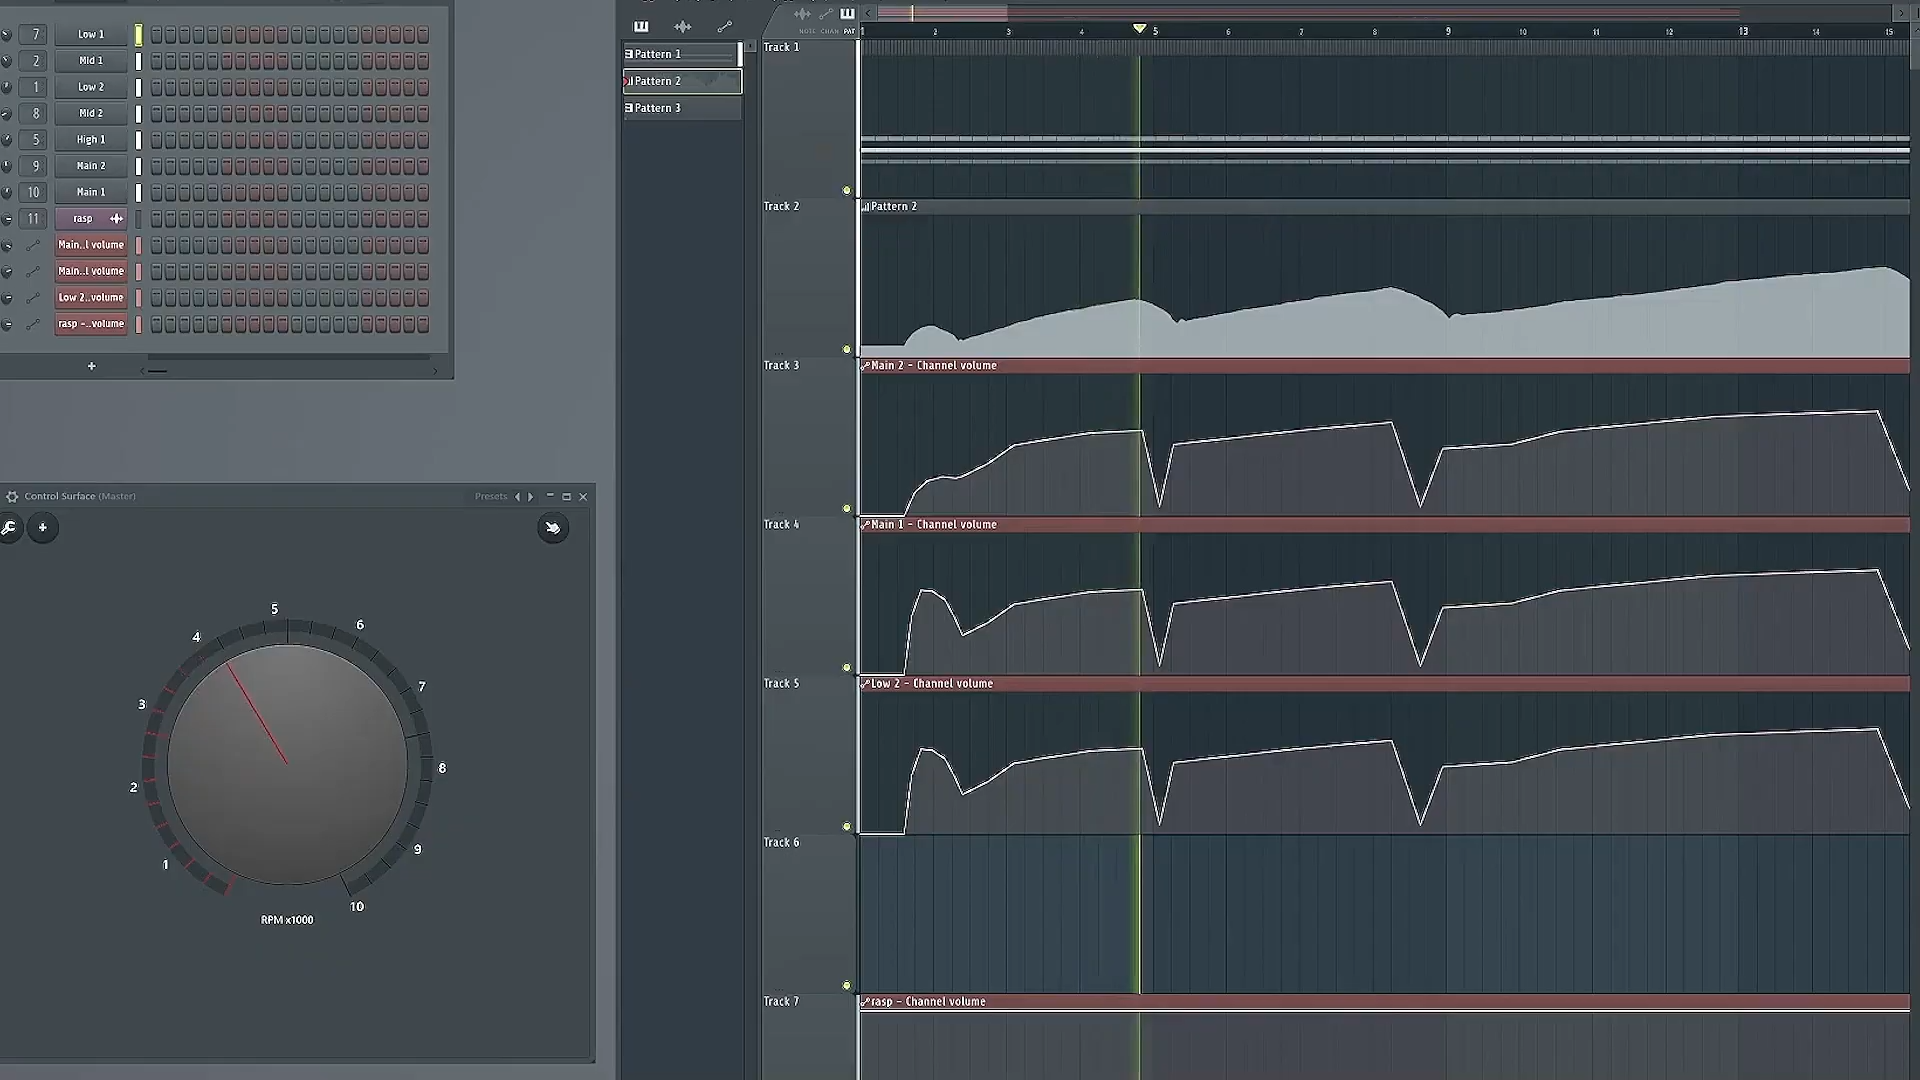 7 Low 1
2 Mid 1
1 Low 2
8 Mid 2
5 High 1
9 Main 2
10 Main 1
11 rasp
Main..l volume
Main..l volume
Low 2..volume
rasp -..volume
+
Control Surface (Master)
Presets
1
2
3
4
5
6
7
8
9
10
RPM x1000
Pattern 1
Pattern 2
Pattern 3
NOTE CHAN PAT
1 2 3 4 5 6 7 8 9 10 11 12 13 14 15
Track 1
Track 2
Pattern 2
Track 3
Main 2 - Channel volume
Track 4
Main 1 - Channel volume
Track 5
Low 2 - Channel volume
Track 6
Track 7
rasp - Channel volume